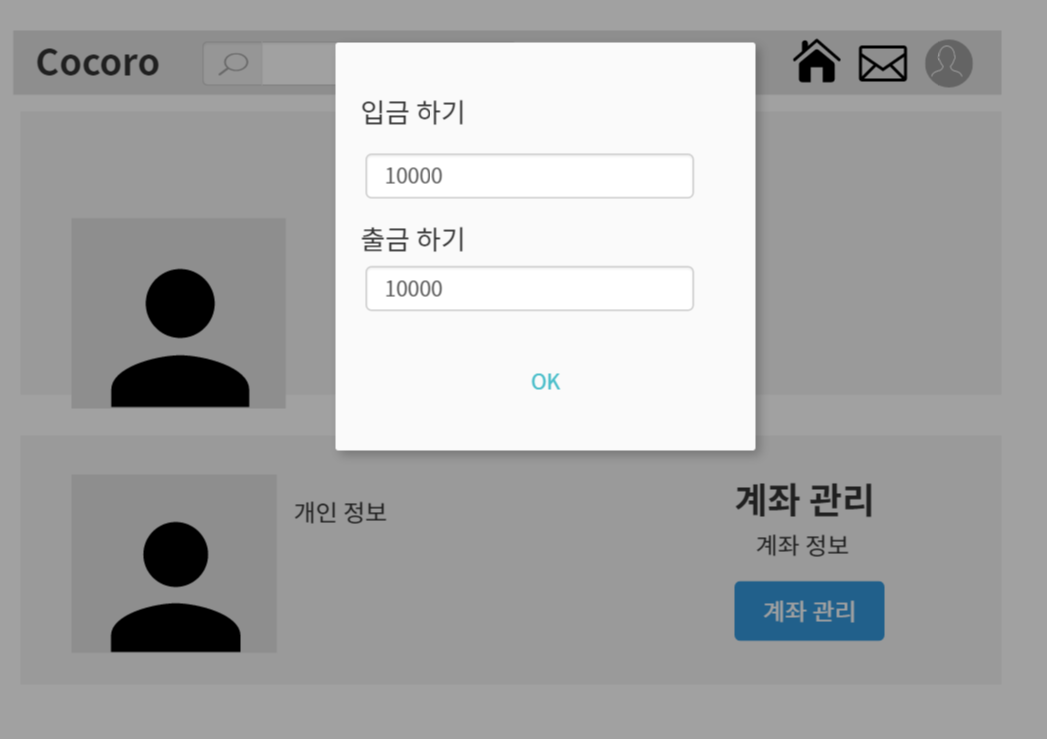 Cocoro
입금 하기
10000
출금 하기
10000
OK
개인 정보
계좌 관리
계좌 정보
계좌 관리